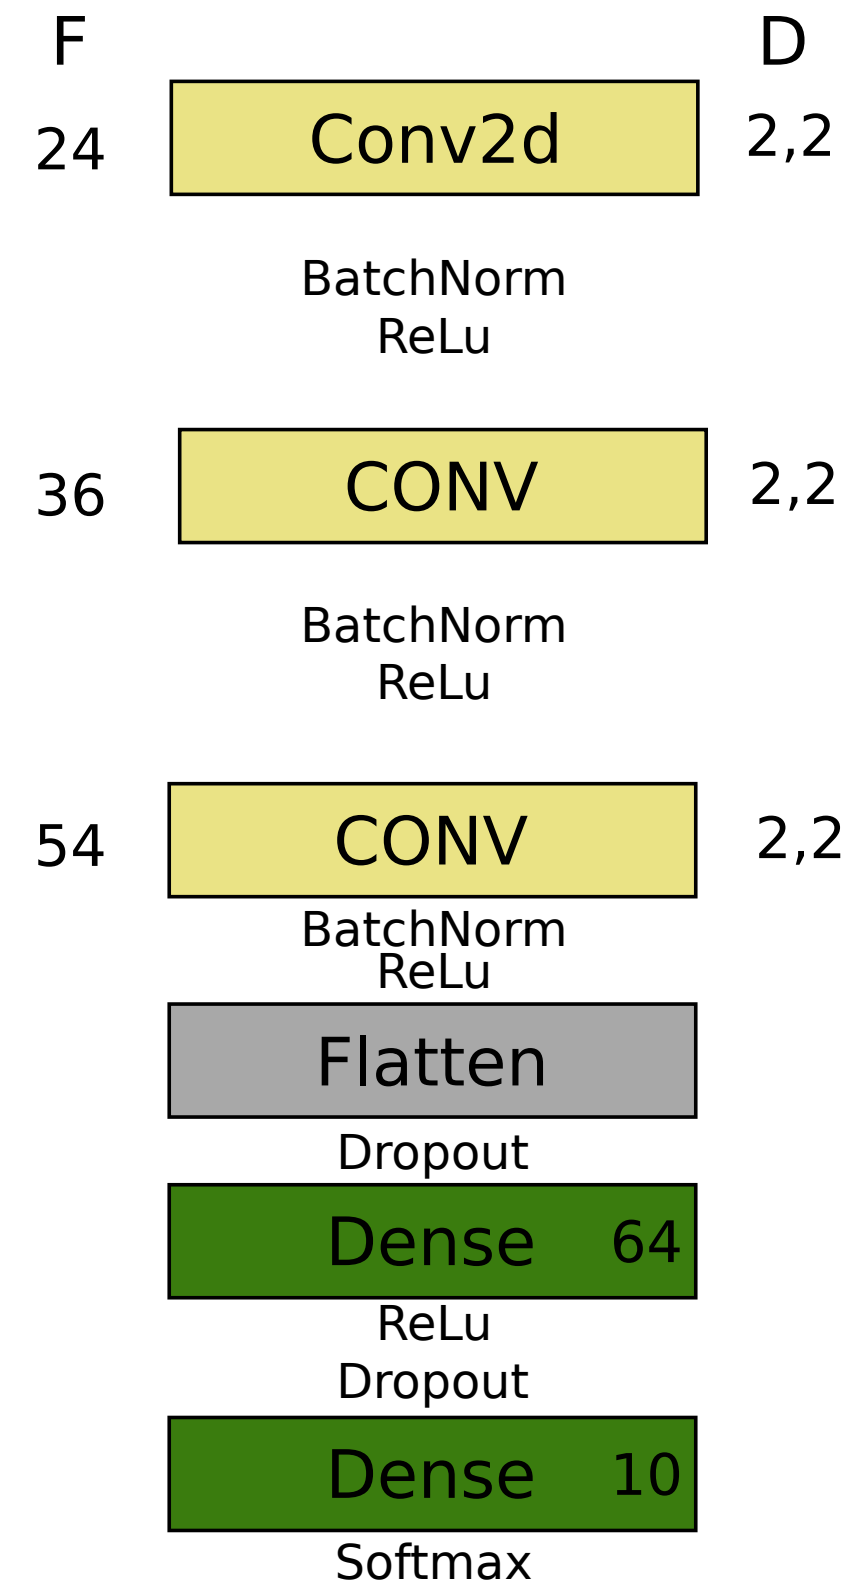 F D
24 Conv2d 2,2
BatchNorm
ReLu
36 CONV 2,2
BatchNorm
ReLu
54 CONV 2,2
BatchNorm
ReLu
Flatten
Dropout
Dense 64
ReLu
Dropout
Dense 10
Softmax